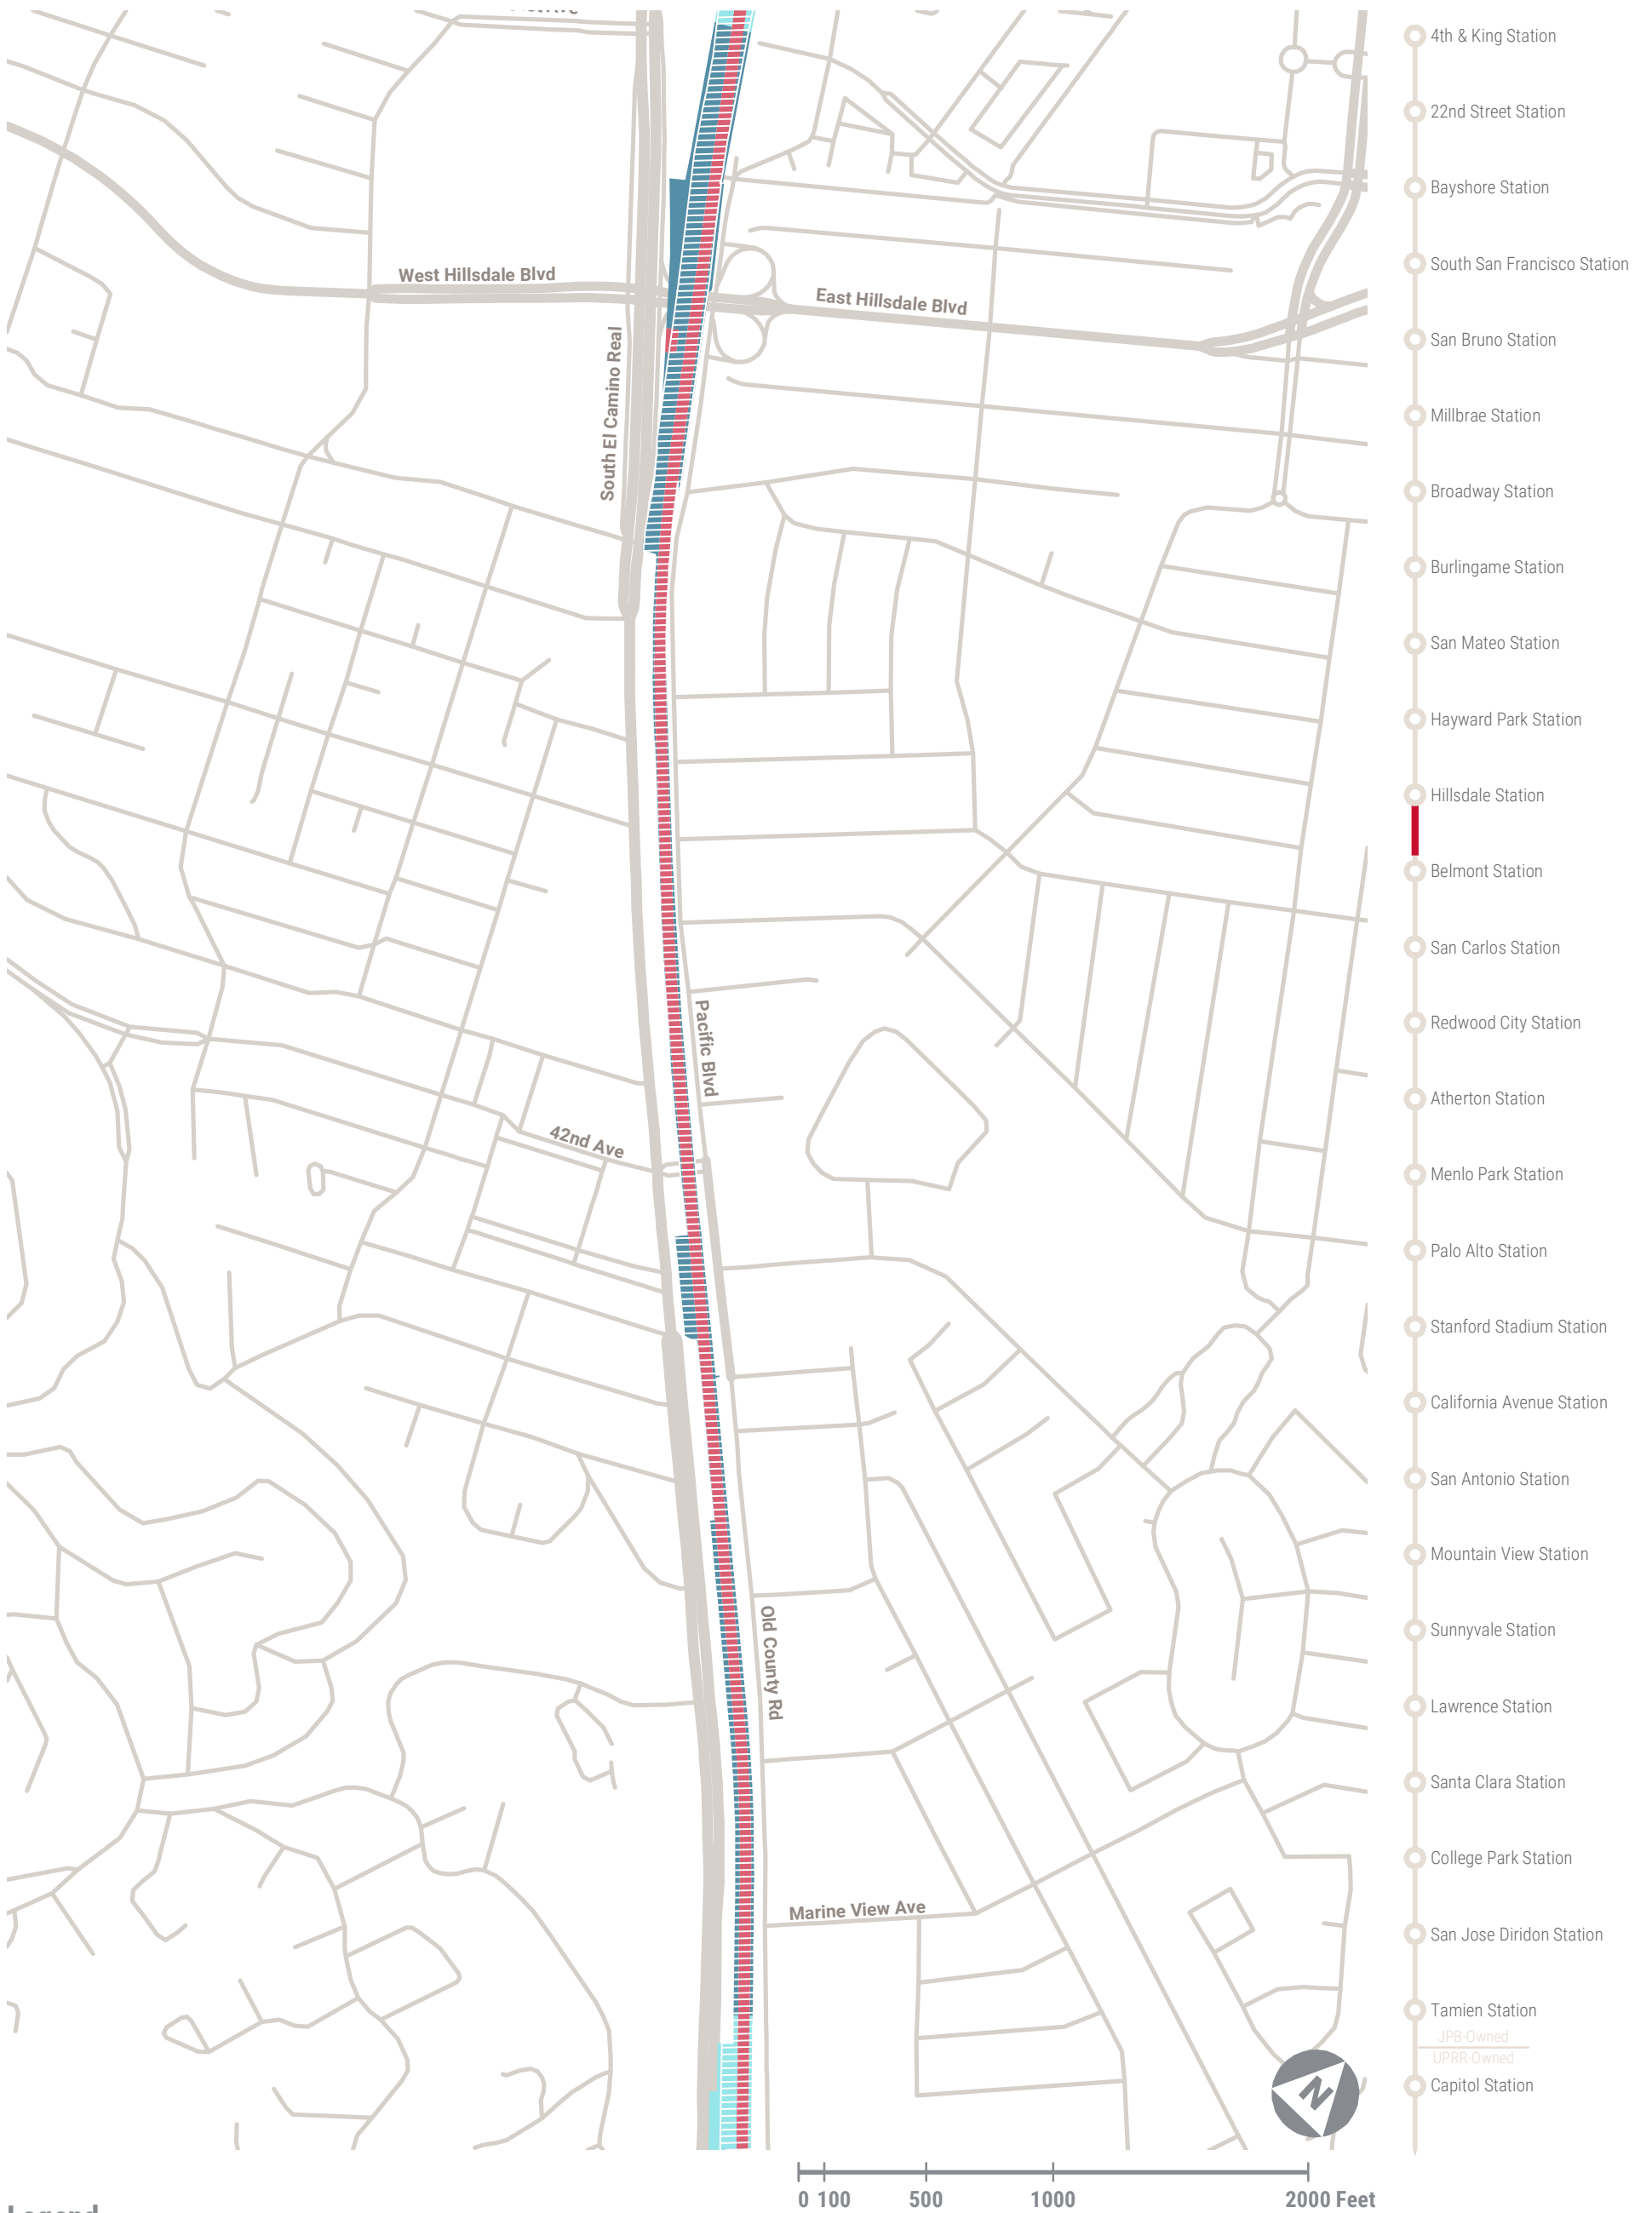 West Hillsdale Blvd
East Hillsdale Blvd
South El Camino Real
Pacific Blvd
42nd Ave
Old County Rd
Marine View Ave
N
0 100 500 1000 2000 Feet
4th & King Station
22nd Street Station
Bayshore Station
South San Francisco Station
San Bruno Station
Millbrae Station
Broadway Station
Burlingame Station
San Mateo Station
Hayward Park Station
Hillsdale Station
Belmont Station
San Carlos Station
Redwood City Station
Atherton Station
Menlo Park Station
Palo Alto Station
Stanford Stadium Station
California Avenue Station
San Antonio Station
Mountain View Station
Sunnyvale Station
Lawrence Station
Santa Clara Station
College Park Station
San Jose Diridon Station
Tamien Station
JPB-Owned
UPRR-Owned
Capitol Station
Legend